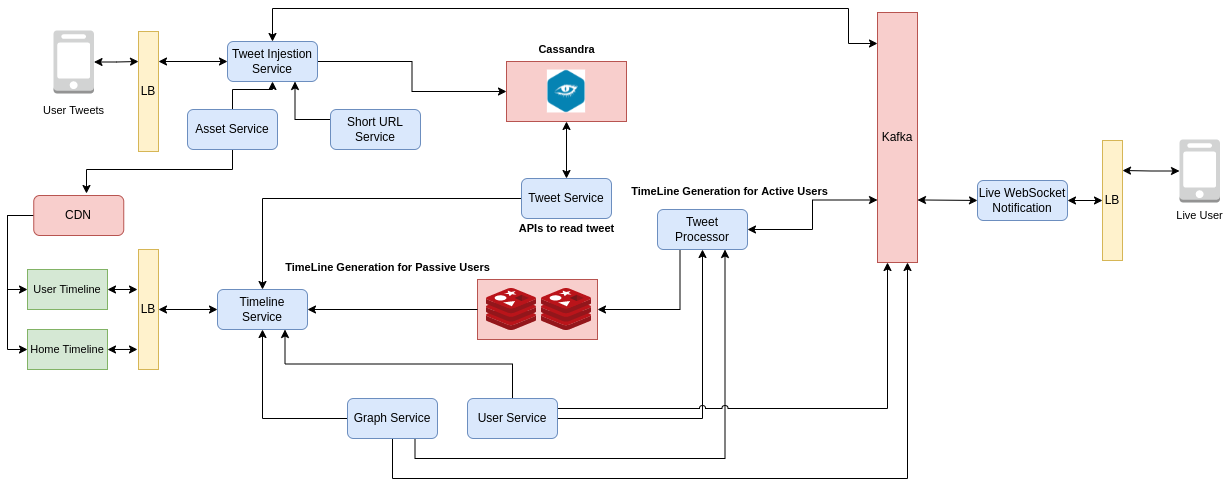 Cassandra
Tweet Injestion
Service
LB
User Tweets
Asset Service
Short URL
Service
Kafka
CDN
Tweet Service
APIs to read tweet
TimeLine Generation for Active Users
Tweet
Processor
Live WebSocket
Notification
LB
Live User
TimeLine Generation for Passive Users
User Timeline
Home Timeline
LB
Timeline
Service
Graph Service
User Service